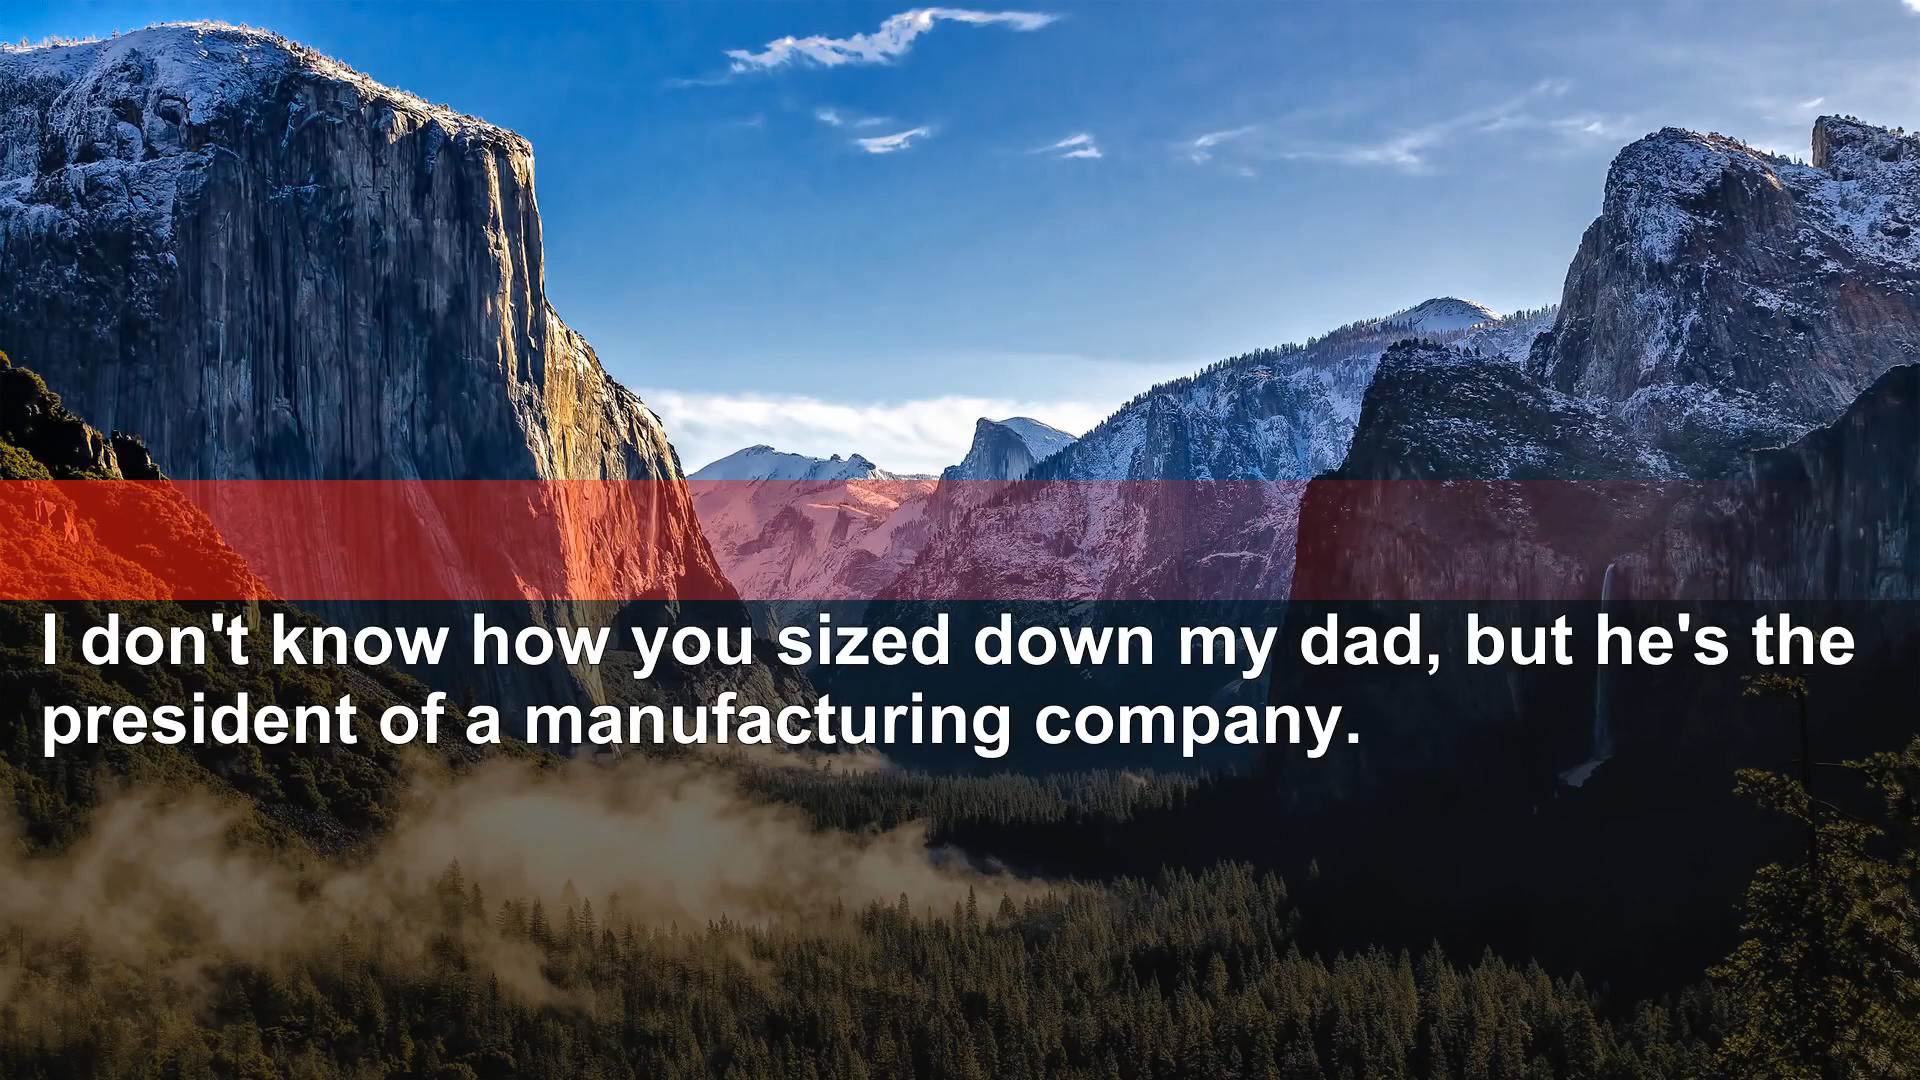 I don't know how you sized down my dad, but he's the
president of a manufacturing company.